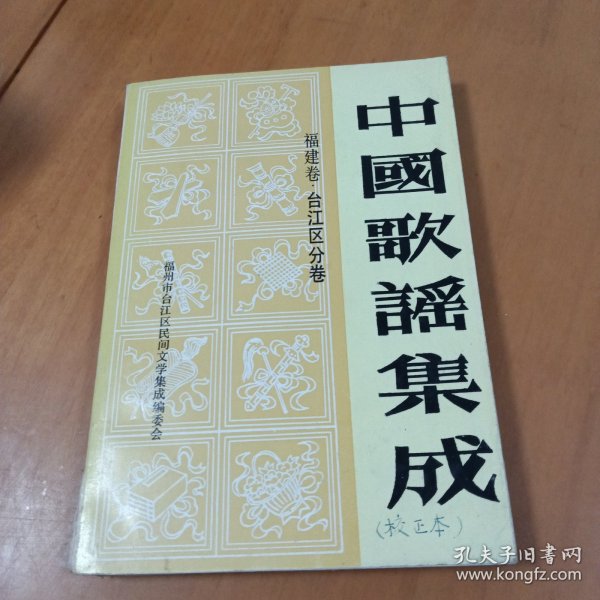 中國歌謡集成
(校正本)
福建卷·台江区分卷
福州市台江区民间文学集成编委会
孔夫子旧书网
www.kongfz.com